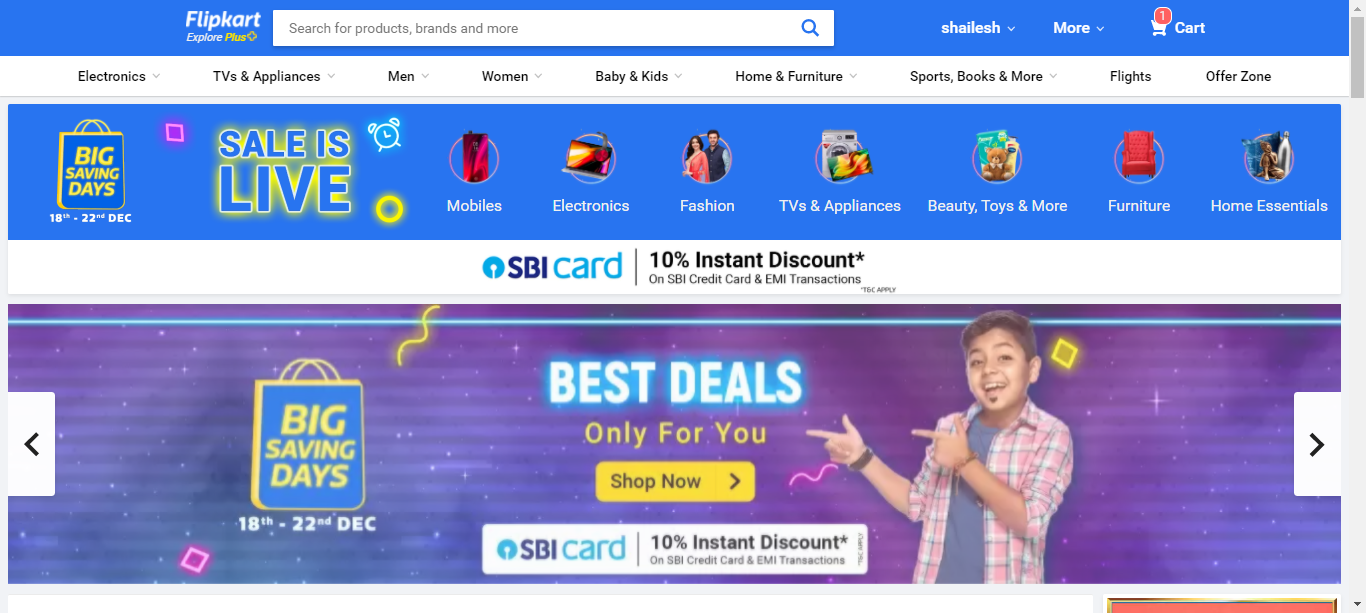 Flipkart
Explore Plus
Search for products, brands and more
shailesh
More
1
Cart
Electronics
TVs & Appliances
Men
Women
Baby & Kids
Home & Furniture
Sports, Books & More
Flights
Offer Zone
BIG
SAVING
DAYS
18th - 22nd DEC
SALE IS
LIVE
Mobiles
Electronics
Fashion
TVs & Appliances
Beauty, Toys & More
Furniture
Home Essentials
SBI card
10% Instant Discount*
On SBI Credit Card & EMI Transactions
*T&C APPLY
BIG
SAVING
DAYS
18th - 22nd DEC
BEST DEALS
Only For You
Shop Now
SBI card
10% Instant Discount*
On SBI Credit Card & EMI Transactions
*T&C APPLY